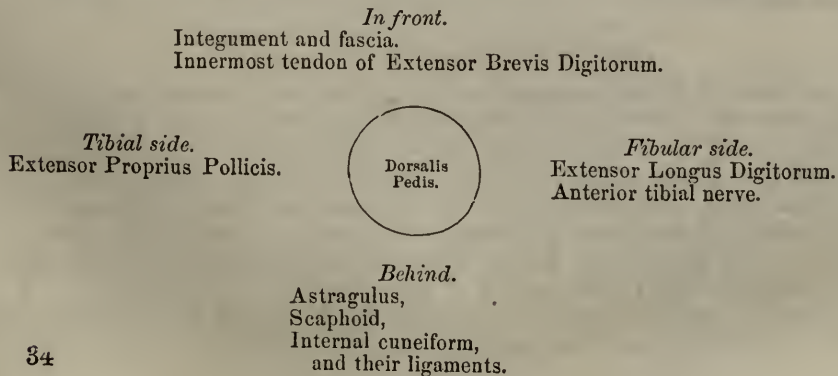 In front.
Integument and fascia.
Innermost tendon of Extensor Brevis Digitorum.
Tibial side.
Extensor Proprius Pollicis.
Dorsalis
Pedis.
Fibular side.
Extensor Longus Digitorum.
Anterior tibial nerve.
Behind.
Astragulus,
Scaphoid,
Internal cuneiform,
and their ligaments.
34